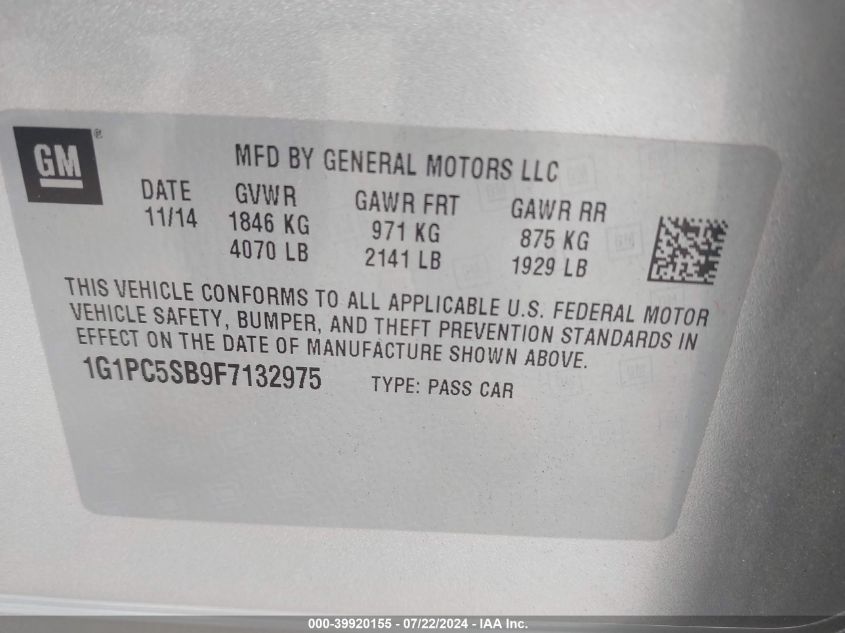 GM ®
MFD BY GENERAL MOTORS LLC
DATE GVWR GAWR FRT GAWR RR
11/14 1846 KG 971 KG 875 KG
4070 LB 2141 LB 1929 LB
THIS VEHICLE CONFORMS TO ALL APPLICABLE U.S. FEDERAL MOTOR
VEHICLE SAFETY, BUMPER, AND THEFT PREVENTION STANDARDS IN
EFFECT ON THE DATE OF MANUFACTURE SHOWN ABOVE.
1G1PC5SB9F7132975 TYPE: PASS CAR
000-39920155 - 07/22/2024 - IAA Inc.